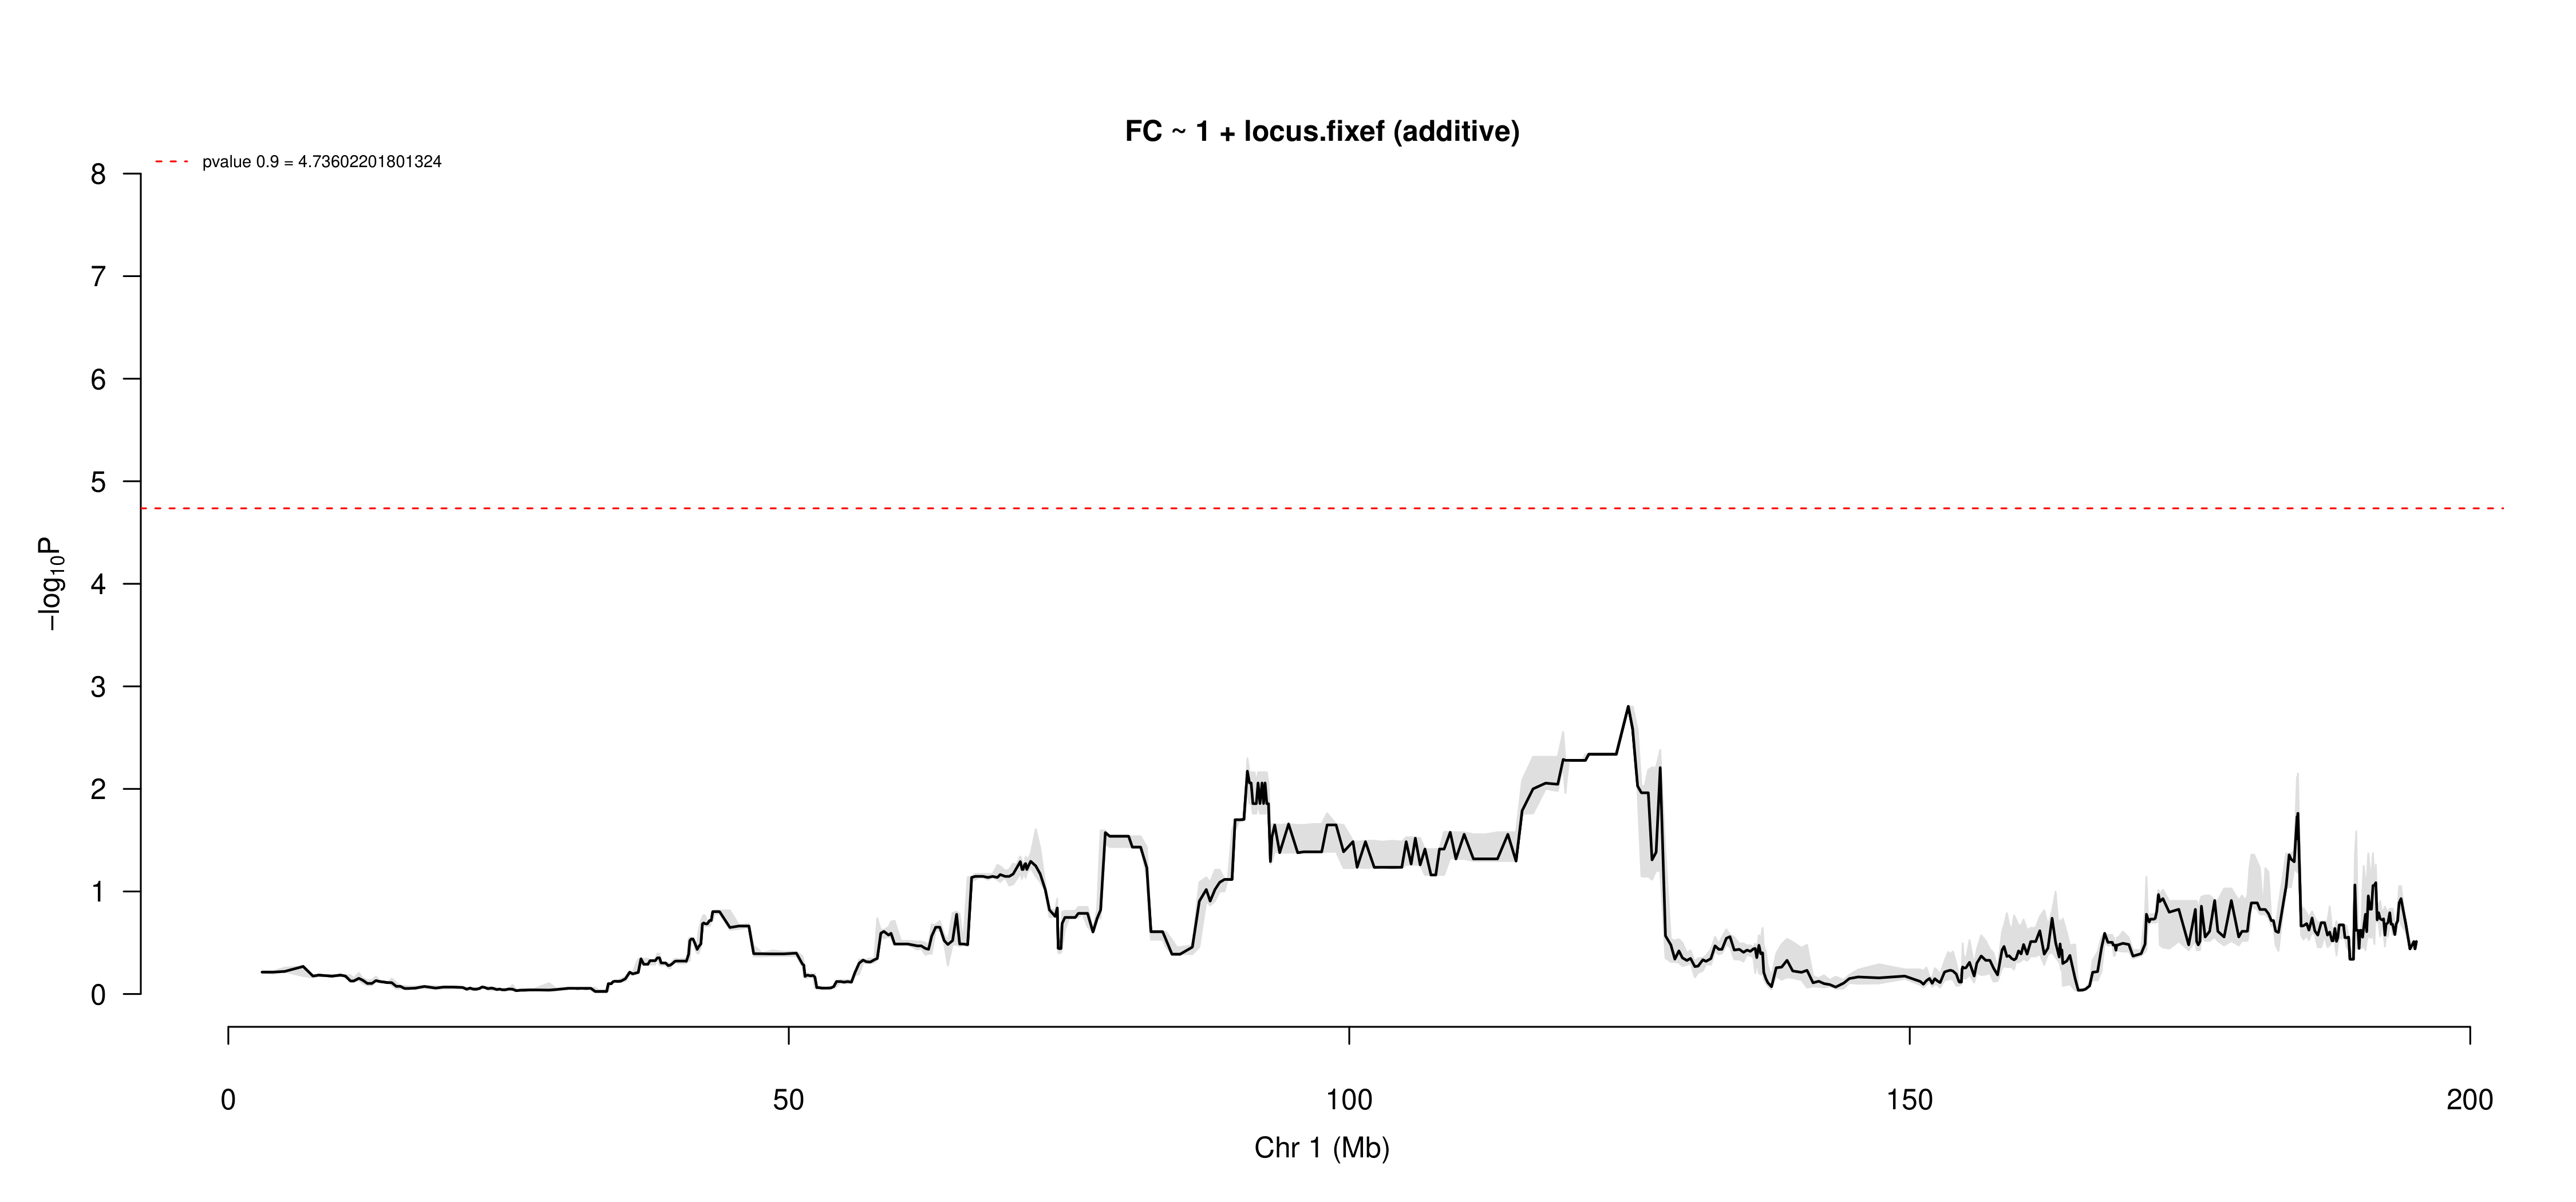 FC ~ 1 + locus.fixef (additive)
pvalue 0.9 = 4.73602201801324
8
7
6
5
4
3
2
1
0
−log10P
0 50 100 150 200
Chr 1 (Mb)